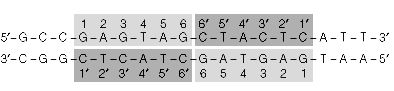 1 2 3 4 5 6 6′ 5′ 4′ 3′ 2′ 1′
5′-G-C-C-G-A-G-T-A-G-C-T-A-C-T-C-A-T-T-3′
3′-C-G-G-C-T-C-A-T-C-G-A-T-G-A-G-T-A-A-5′
1′ 2′ 3′ 4′ 5′ 6′ 6 5 4 3 2 1